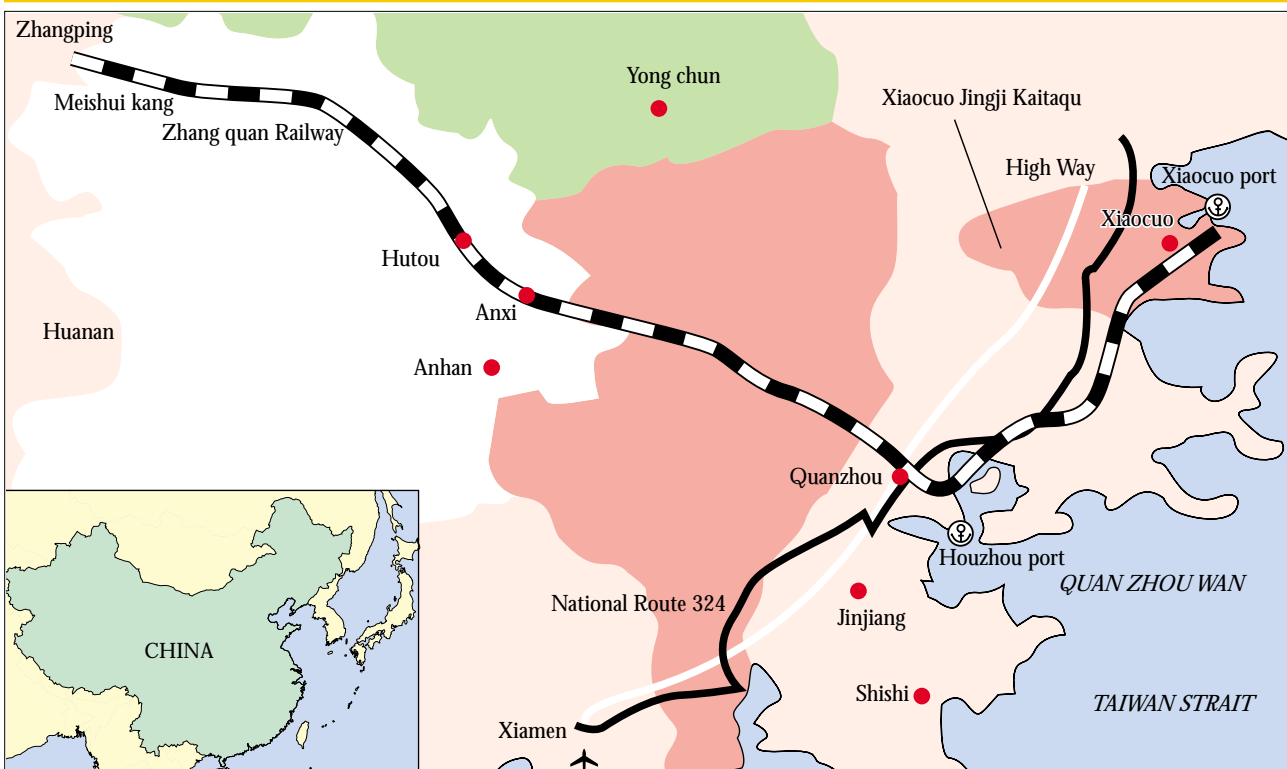 Zhangping
Meishui kang
Zhang quan Railway
Yong chun
Xiaocuo Jingji Kaitaqu
High Way
Xiaocuo port
Xiaocuo
Hutou
Anxi
Huanan
Anhan
Quanzhou
Houzhou port
QUAN ZHOU WAN
National Route 324
Jinjiang
CHINA
Shishi
TAIWAN STRAIT
Xiamen